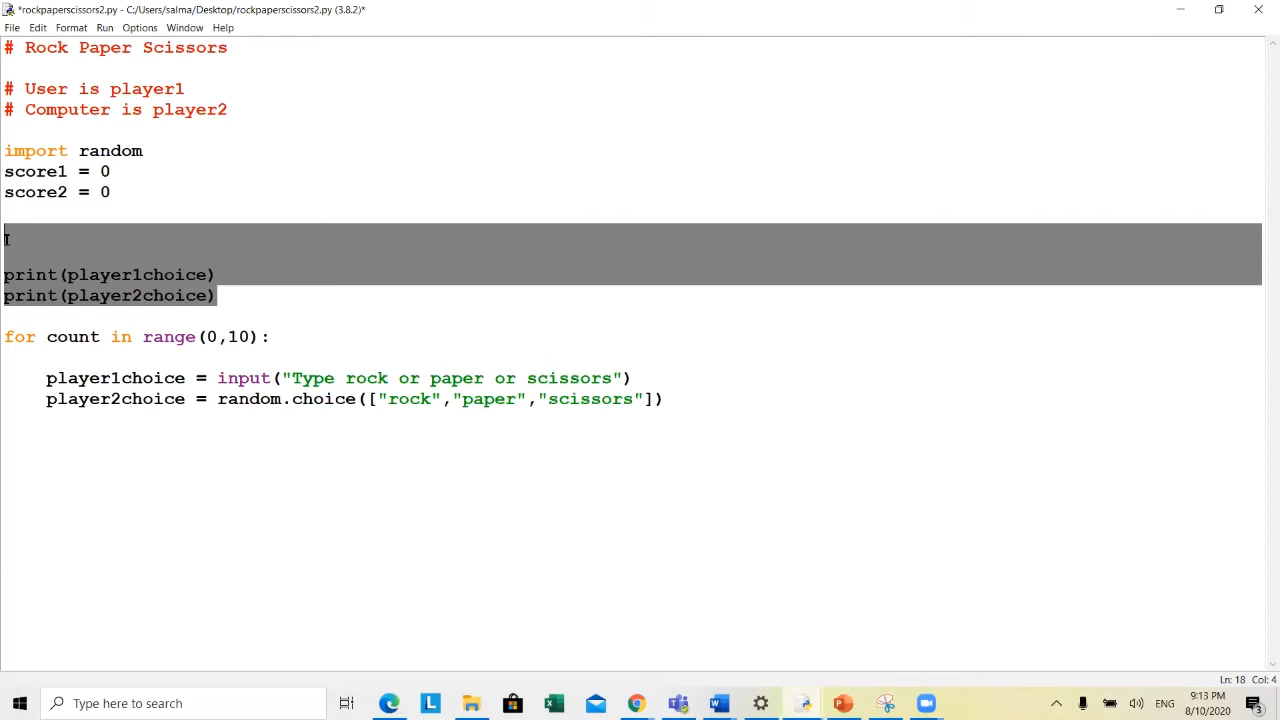 *rockpaperscissors2.py - C:/Users/salma/Desktop/rockpaperscissors2.py (3.8.2)*
File Edit Format Run Options Window Help
# Rock Paper Scissors
# User is player1
# Computer is player2
import random
score1 = 0
score2 = 0
print(player1choice)
print(player2choice)
for count in range(0,10):
player1choice = input("Type rock or paper or scissors")
player2choice = random.choice(["rock","paper","scissors"])
Ln: 18 Col: 4
Type here to search
L
W
P
ENG
9:13 PM
8/10/2020
3